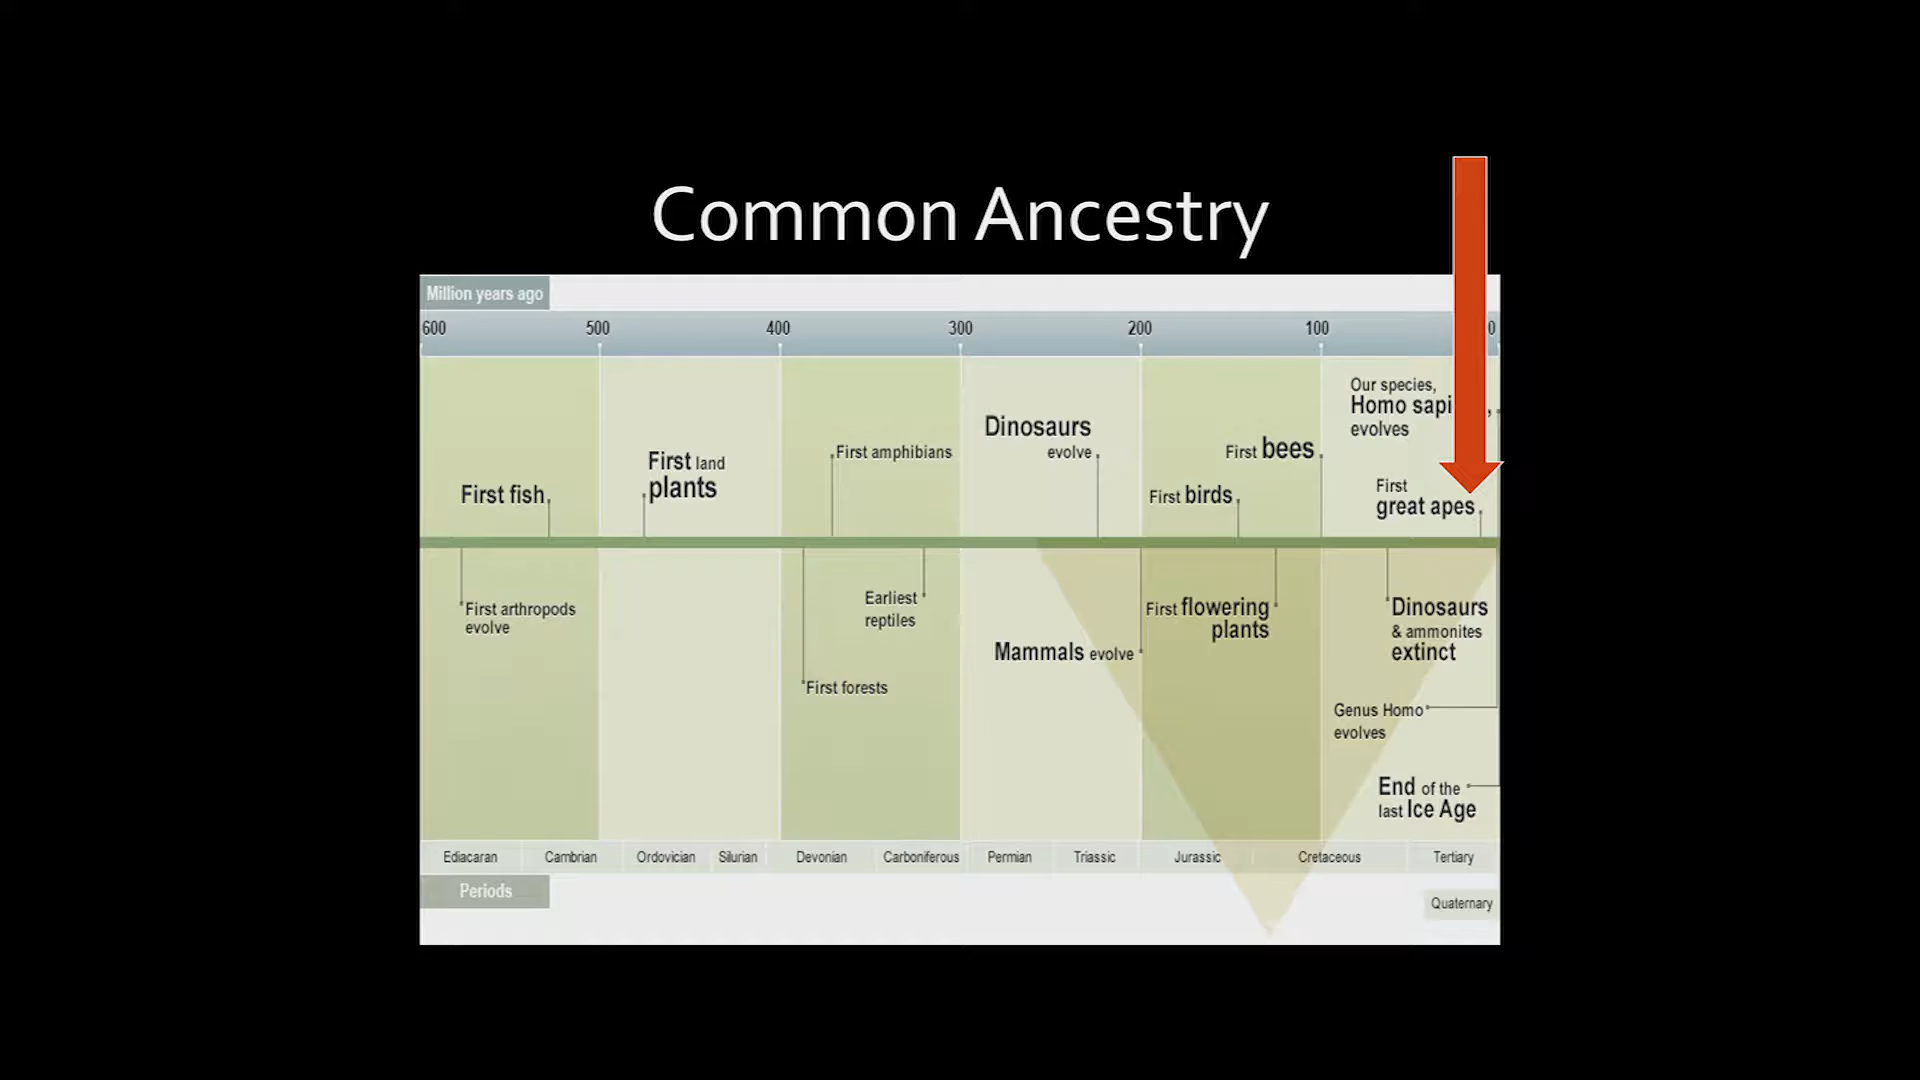 Common Ancestry
Million years ago
600 500 400 300 200 100 0
Our species,
Homo sapi ,
evolves
Dinosaurs
evolve
First bees
First amphibians
First land
plants
First fish
First birds
First
great apes
First arthropods
evolve
Earliest
reptiles
First forests
Mammals evolve
First flowering
plants
Dinosaurs
& ammonites
extinct
Genus Homo
evolves
End of the
last Ice Age
Ediacaran Cambrian Ordovician Silurian Devonian Carboniferous Permian Triassic Jurassic Cretaceous Tertiary
Periods
Quaternary